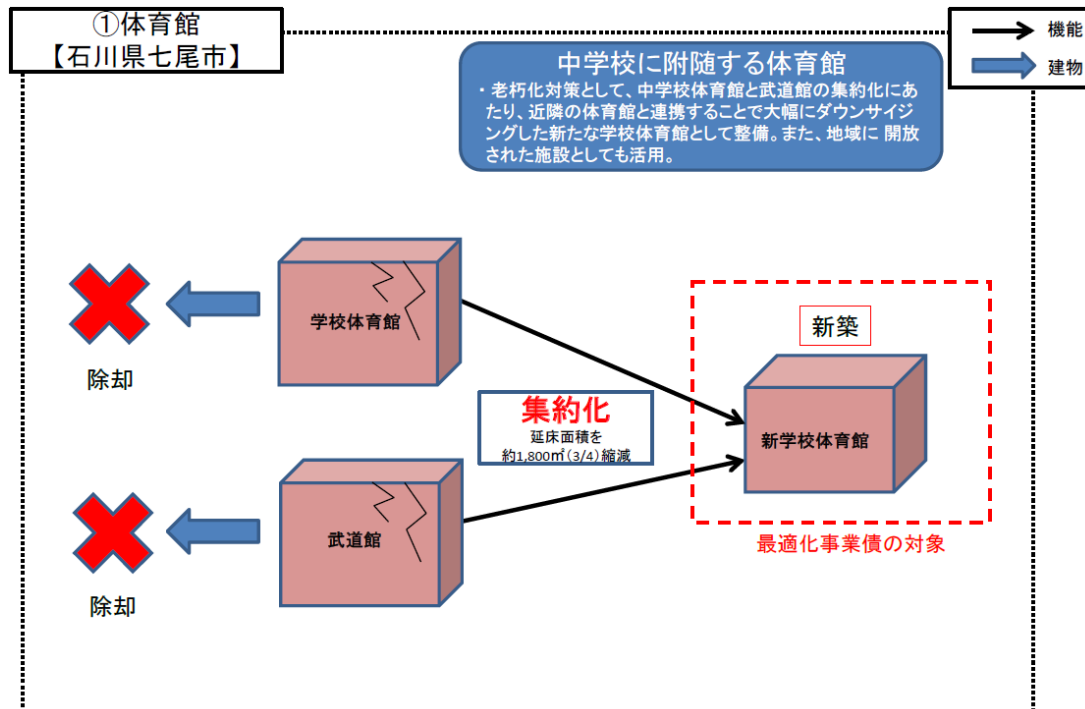 ①体育館
【石川県七尾市】
機能
建物
中学校に附随する体育館
・ 老朽化対策として、中学校体育館と武道館の集約化にあ
たり、近隣の体育館と連携することで大幅にダウンサイジ
ングした新たな学校体育館として整備。また、地域に 開放
された施設としても活用。
学校体育館
除却
新築
集約化
延床面積を
約1,800㎡(3/4)縮減
新学校体育館
武道館
最適化事業債の対象
除却